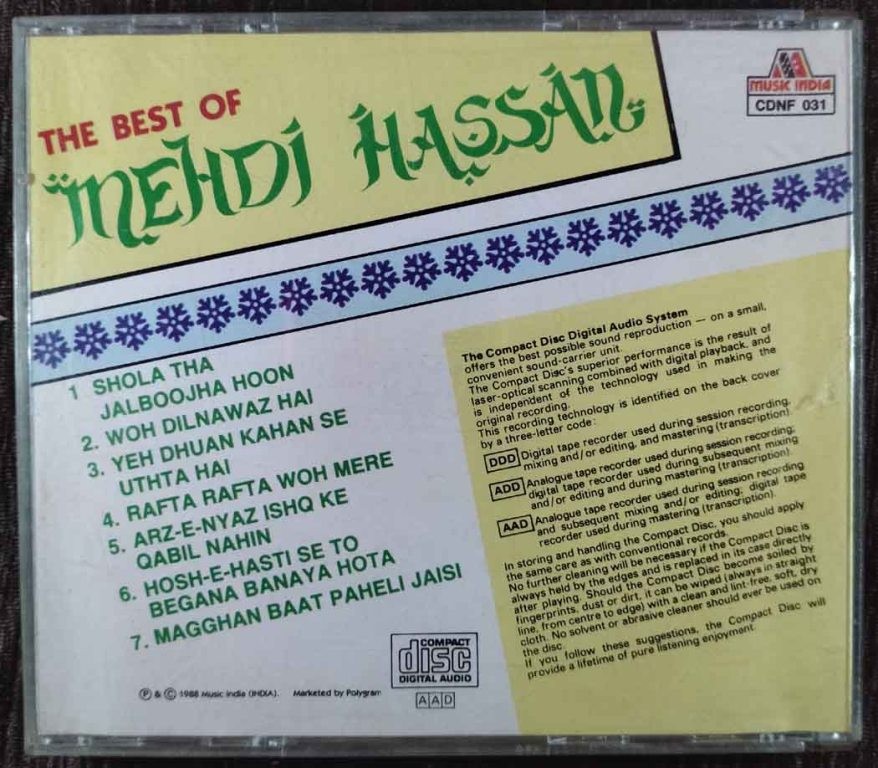 THE BEST OF
MEHDI HASSAN
MUSIC INDIA
CDNF 031
1 SHOLA THA
JALBOOJHA HOON
2. WOH DILNAWAZ HAI
3. YEH DHUAN KAHAN SE
UTHTA HAI
4. RAFTA RAFTA WOH MERE
5. ARZ-E-NYAZ ISHQ KE
QABIL NAHIN
6. HOSH-E-HASTI SE TO
BEGANA BANAYA HOTA
7. MAGGHAN BAAT PAHELI JAISI
The Compact Disc Digital Audio System
offers the best possible sound reproduction — on a small,
convenient sound-carrier unit.
The Compact Disc's superior performance is the result of
laser-optical scanning combined with digital playback, and
is independent of the technology used in making the
original recording.
This recording technology is identified on the back cover
by a three-letter code:
DDD Digital tape recorder used during session recording,
mixing and/or editing, and mastering (transcription).
ADD Analogue tape recorder used during session recording;
digital tape recorder used during subsequent mixing
and/or editing and during mastering (transcription).
AAD Analogue tape recorder used during session recording
and subsequent mixing and/or editing; digital tape
recorder used during mastering (transcription).
In storing and handling the Compact Disc, you should apply
the same care as with conventional records.
No further cleaning will be necessary if the Compact Disc is
always held by the edges and is replaced in its case directly
after playing. Should the Compact Disc become soiled by
fingerprints, dust or dirt, it can be wiped (always in straight
line, from centre to edge) with a clean and lint-free, soft, dry
cloth. No solvent or abrasive cleaner should ever be used on
the disc.
If you follow these suggestions, the Compact Disc will
provide a lifetime of pure listening enjoyment.
COMPACT
disc
DIGITAL AUDIO
AAD
℗ & © 1988 Music India (INDIA). Marketed by Polygram